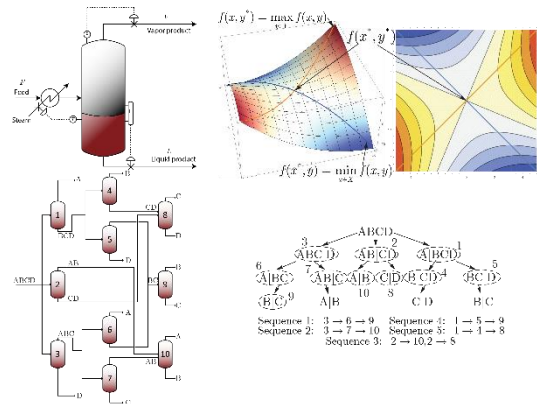 V
Vapor product
F
Feed
Steam
L
Liquid product
f(x, y*) = max f(x, y)
f(x*, y*)
f(x*, y) = min f(x, y)
x∈X
A
BCD
1
B
4
CD
C
8
D
5
D
ABCD
AB
2
CD
B
BC
9
C
ABC
3
D
A
6
A
10
AB
B
7
C
ABCD
3
2
1
ABC|D
AB|CD
A|BCD
6
7
4
5
A|BC
AB|C
A|B
C|D
B|CD
BC|D
10
8
B|C
9
A|B
C|D
B|C
Sequence 1: 3 → 6 → 9
Sequence 4: 1 → 5 → 9
Sequence 2: 3 → 7 → 10
Sequence 5: 1 → 4 → 8
Sequence 3: 2 → 10,2 → 8